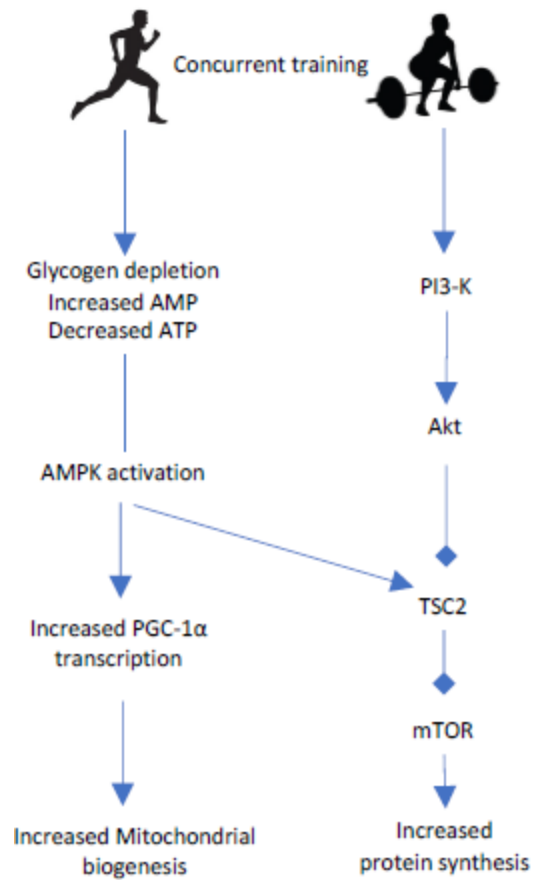 Concurrent training
Glycogen depletion
Increased AMP
Decreased ATP
PI3-K
Akt
AMPK activation
TSC2
Increased PGC-1α
transcription
mTOR
Increased Mitochondrial
biogenesis
Increased
protein synthesis